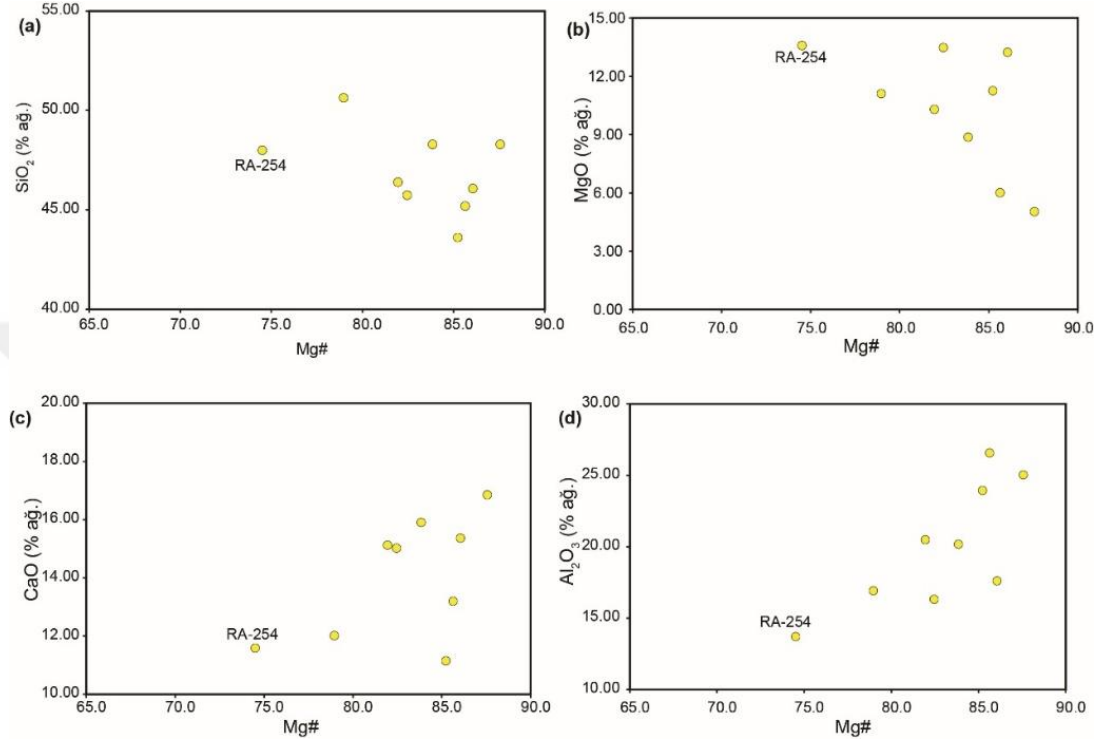 (a)
55.00
50.00
45.00
40.00
SiO₂ (% ağ.)
RA-254
65.0 70.0 75.0 80.0 85.0 90.0
Mg#
(b)
15.00
12.00
9.00
6.00
3.00
0.00
MgO (% ağ.)
RA-254
65.0 70.0 75.0 80.0 85.0 90.0
Mg#
(c)
20.00
18.00
16.00
14.00
12.00
10.00
CaO (% ağ.)
RA-254
65.0 70.0 75.0 80.0 85.0 90.0
Mg#
(d)
30.00
25.00
20.00
15.00
10.00
Al₂O₃ (% ağ.)
RA-254
65.0 70.0 75.0 80.0 85.0 90.0
Mg#